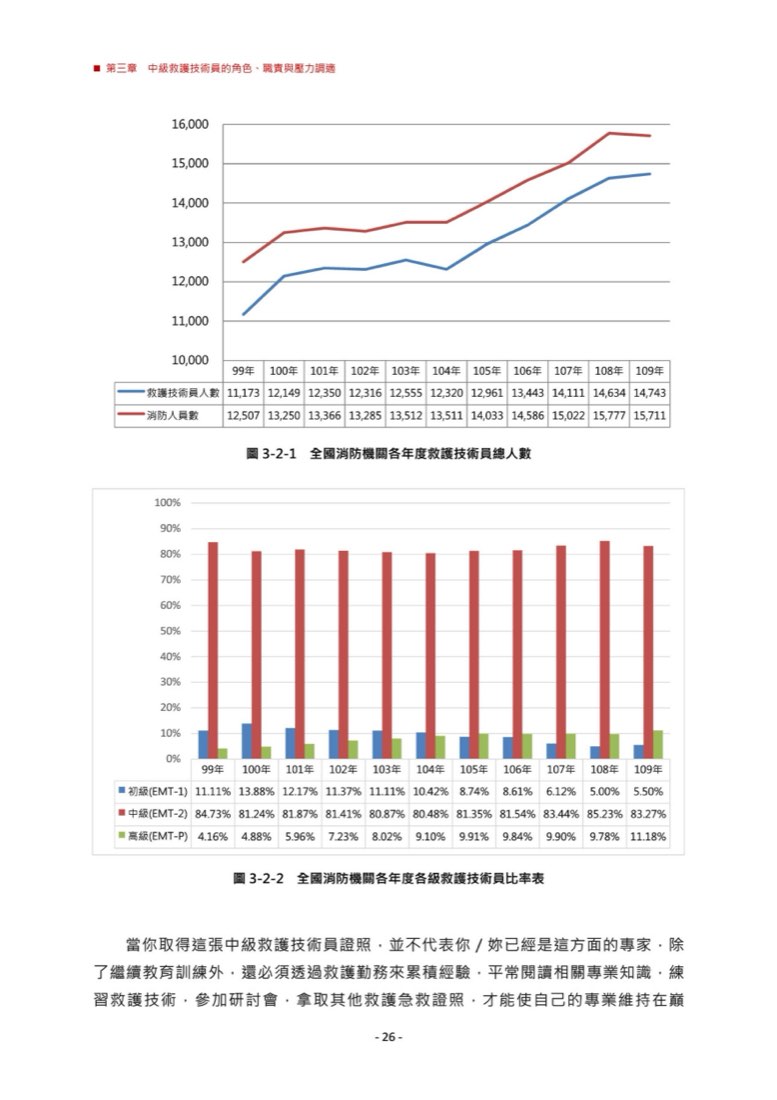 ■ 第三章 中級救護技術員的角色、職責與壓力調適
16,000
15,000
14,000
13,000
12,000
11,000
10,000
99年 100年 101年 102年 103年 104年 105年 106年 107年 108年 109年
救護技術員人數 11,173 12,149 12,350 12,316 12,555 12,320 12,961 13,443 14,111 14,634 14,743
消防人員數 12,507 13,250 13,366 13,285 13,512 13,511 14,033 14,586 15,022 15,777 15,711
圖 3-2-1 全國消防機關各年度救護技術員總人數
100%
90%
80%
70%
60%
50%
40%
30%
20%
10%
0%
99年 100年 101年 102年 103年 104年 105年 106年 107年 108年 109年
初級(EMT-1) 11.11% 13.88% 12.17% 11.37% 11.11% 10.42% 8.74% 8.61% 6.12% 5.00% 5.50%
中級(EMT-2) 84.73% 81.24% 81.87% 81.41% 80.87% 80.48% 81.35% 81.54% 83.44% 85.23% 83.27%
高級(EMT-P) 4.16% 4.88% 5.96% 7.23% 8.02% 9.10% 9.91% 9.84% 9.90% 9.78% 11.18%
圖 3-2-2 全國消防機關各年度各級救護技術員比率表
當你取得這張中級救護技術員證照，並不代表你 / 妳已經是這方面的專家，除
了繼續教育訓練外，還必須透過救護勤務來累積經驗，平常閱讀相關專業知識，練
習救護技術，參加研討會，拿取其他救護急救證照，才能使自己的專業維持在巔
- 26 -